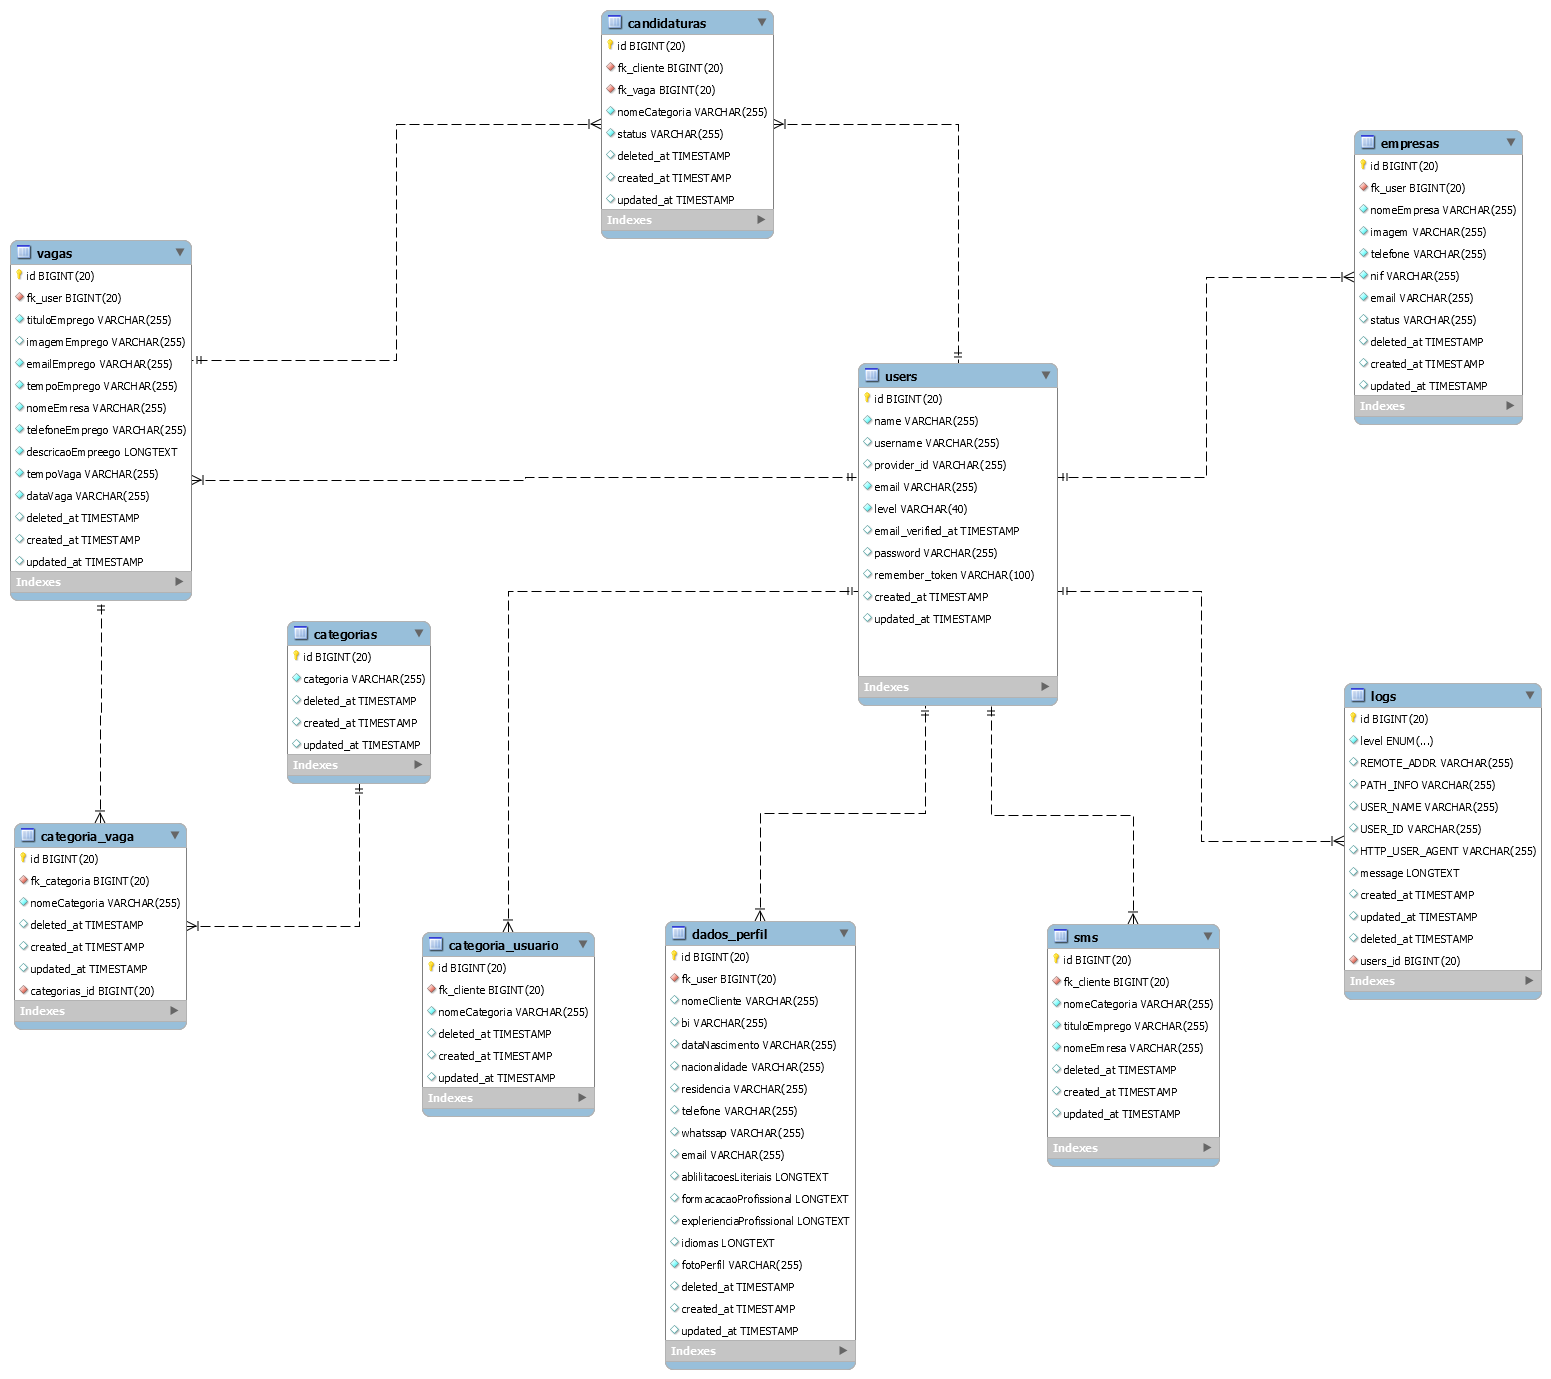 candidaturas
id BIGINT(20)
fk_cliente BIGINT(20)
fk_vaga BIGINT(20)
nomeCategoria VARCHAR(255)
status VARCHAR(255)
deleted_at TIMESTAMP
created_at TIMESTAMP
updated_at TIMESTAMP
Indexes
empresas
id BIGINT(20)
fk_user BIGINT(20)
nomeEmpresa VARCHAR(255)
imagem VARCHAR(255)
telefone VARCHAR(255)
nif VARCHAR(255)
email VARCHAR(255)
status VARCHAR(255)
deleted_at TIMESTAMP
created_at TIMESTAMP
updated_at TIMESTAMP
Indexes
vagas
id BIGINT(20)
fk_user BIGINT(20)
tituloEmprego VARCHAR(255)
imagemEmprego VARCHAR(255)
emailEmprego VARCHAR(255)
tempoEmprego VARCHAR(255)
nomeEmresa VARCHAR(255)
telefoneEmprego VARCHAR(255)
descricaoEmpreego LONGTEXT
tempoVaga VARCHAR(255)
dataVaga VARCHAR(255)
deleted_at TIMESTAMP
created_at TIMESTAMP
updated_at TIMESTAMP
Indexes
users
id BIGINT(20)
name VARCHAR(255)
username VARCHAR(255)
provider_id VARCHAR(255)
email VARCHAR(255)
level VARCHAR(40)
email_verified_at TIMESTAMP
password VARCHAR(255)
remember_token VARCHAR(100)
created_at TIMESTAMP
updated_at TIMESTAMP
Indexes
categorias
id BIGINT(20)
categoria VARCHAR(255)
deleted_at TIMESTAMP
created_at TIMESTAMP
updated_at TIMESTAMP
Indexes
logs
id BIGINT(20)
level ENUM(...)
REMOTE_ADDR VARCHAR(255)
PATH_INFO VARCHAR(255)
USER_NAME VARCHAR(255)
USER_ID VARCHAR(255)
HTTP_USER_AGENT VARCHAR(255)
message LONGTEXT
created_at TIMESTAMP
updated_at TIMESTAMP
deleted_at TIMESTAMP
users_id BIGINT(20)
Indexes
categoria_vaga
id BIGINT(20)
fk_categoria BIGINT(20)
nomeCategoria VARCHAR(255)
deleted_at TIMESTAMP
created_at TIMESTAMP
updated_at TIMESTAMP
categorias_id BIGINT(20)
Indexes
categoria_usuario
id BIGINT(20)
fk_cliente BIGINT(20)
nomeCategoria VARCHAR(255)
deleted_at TIMESTAMP
created_at TIMESTAMP
updated_at TIMESTAMP
Indexes
dados_perfil
id BIGINT(20)
fk_user BIGINT(20)
nomeCliente VARCHAR(255)
bi VARCHAR(255)
dataNascimento VARCHAR(255)
nacionalidade VARCHAR(255)
residencia VARCHAR(255)
telefone VARCHAR(255)
whatssap VARCHAR(255)
email VARCHAR(255)
ablilitacoesLiteriais LONGTEXT
formacacaoProfissional LONGTEXT
explerienciaProfissional LONGTEXT
idiomas LONGTEXT
fotoPerfil VARCHAR(255)
deleted_at TIMESTAMP
created_at TIMESTAMP
updated_at TIMESTAMP
Indexes
sms
id BIGINT(20)
fk_cliente BIGINT(20)
nomeCategoria VARCHAR(255)
tituloEmprego VARCHAR(255)
nomeEmresa VARCHAR(255)
deleted_at TIMESTAMP
created_at TIMESTAMP
updated_at TIMESTAMP
Indexes